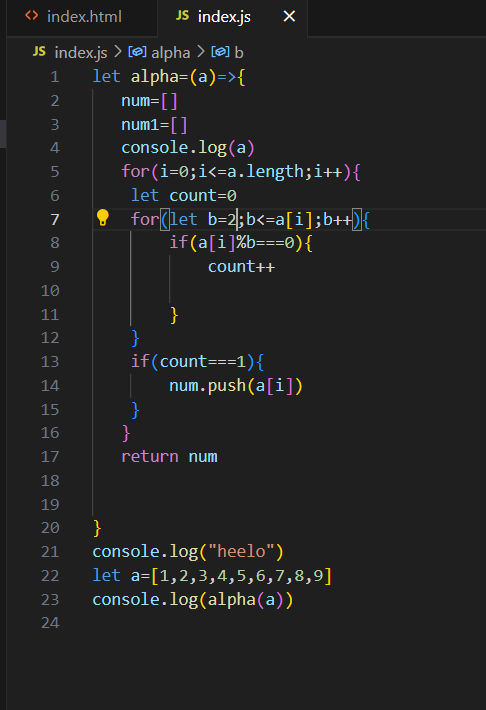 index.html JS index.js ×
JS index.js > alpha > b
1 let alpha=(a)=>{
2 num=[]
3 num1=[]
4 console.log(a)
5 for(i=0;i<=a.length;i++){
6 let count=0
7 for(let b=2;b<=a[i];b++){
8 if(a[i]%b===0){
9 count++
10
11 }
12 }
13 if(count===1){
14 num.push(a[i])
15 }
16 }
17 return num
18
19
20 }
21 console.log("heelo")
22 let a=[1,2,3,4,5,6,7,8,9]
23 console.log(alpha(a))
24